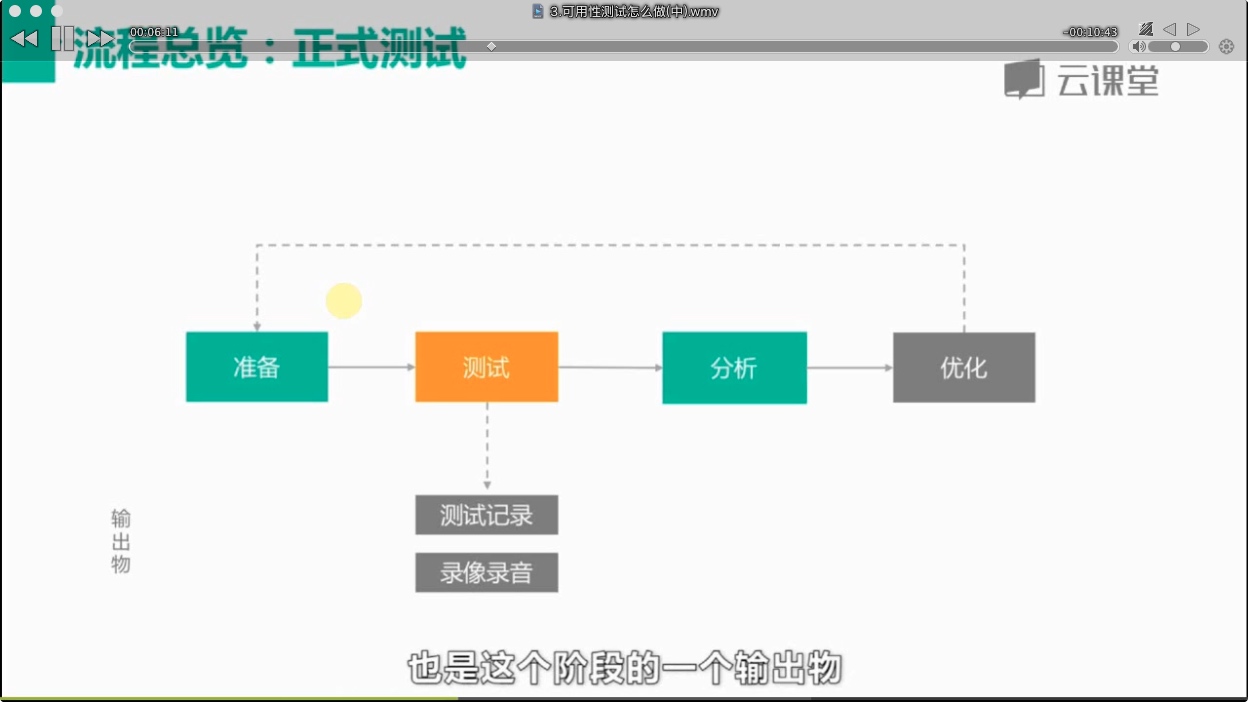 3.可用性测试怎么做(中).wmv
00:06:11
-00:10:43
流程总览：正式测试
云课堂
准备
测试
分析
优化
测试记录
录像录音
输出物
也是这个阶段的一个输出物